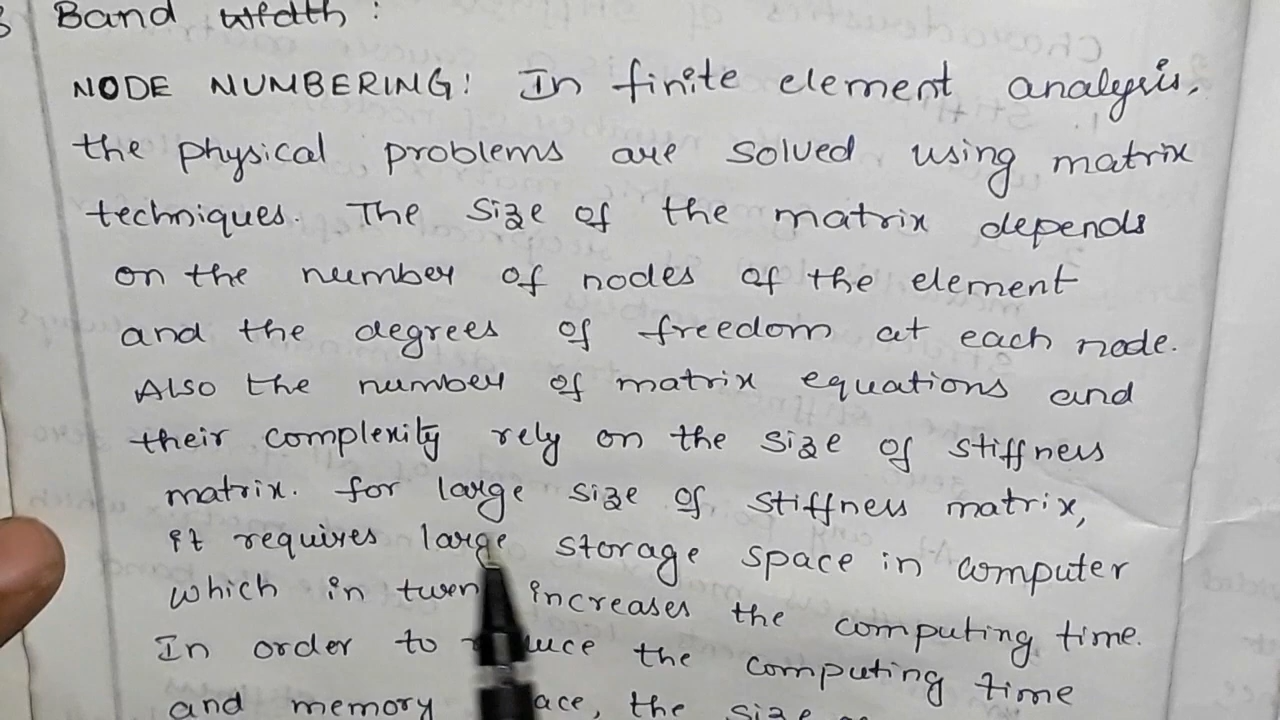 Band width :
NODE NUMBERING: In finite element analysis,
the physical problems are solved using matrix
techniques. The size of the matrix depends
on the number of nodes of the element
and the degrees of freedom at each node.
Also the number of matrix equations and
their complexity rely on the size of stiffness
matrix. for large size of stiffness matrix,
it requires large storage space in computer
which in turn increases the computing time.
In order to the computing time
and memory the size